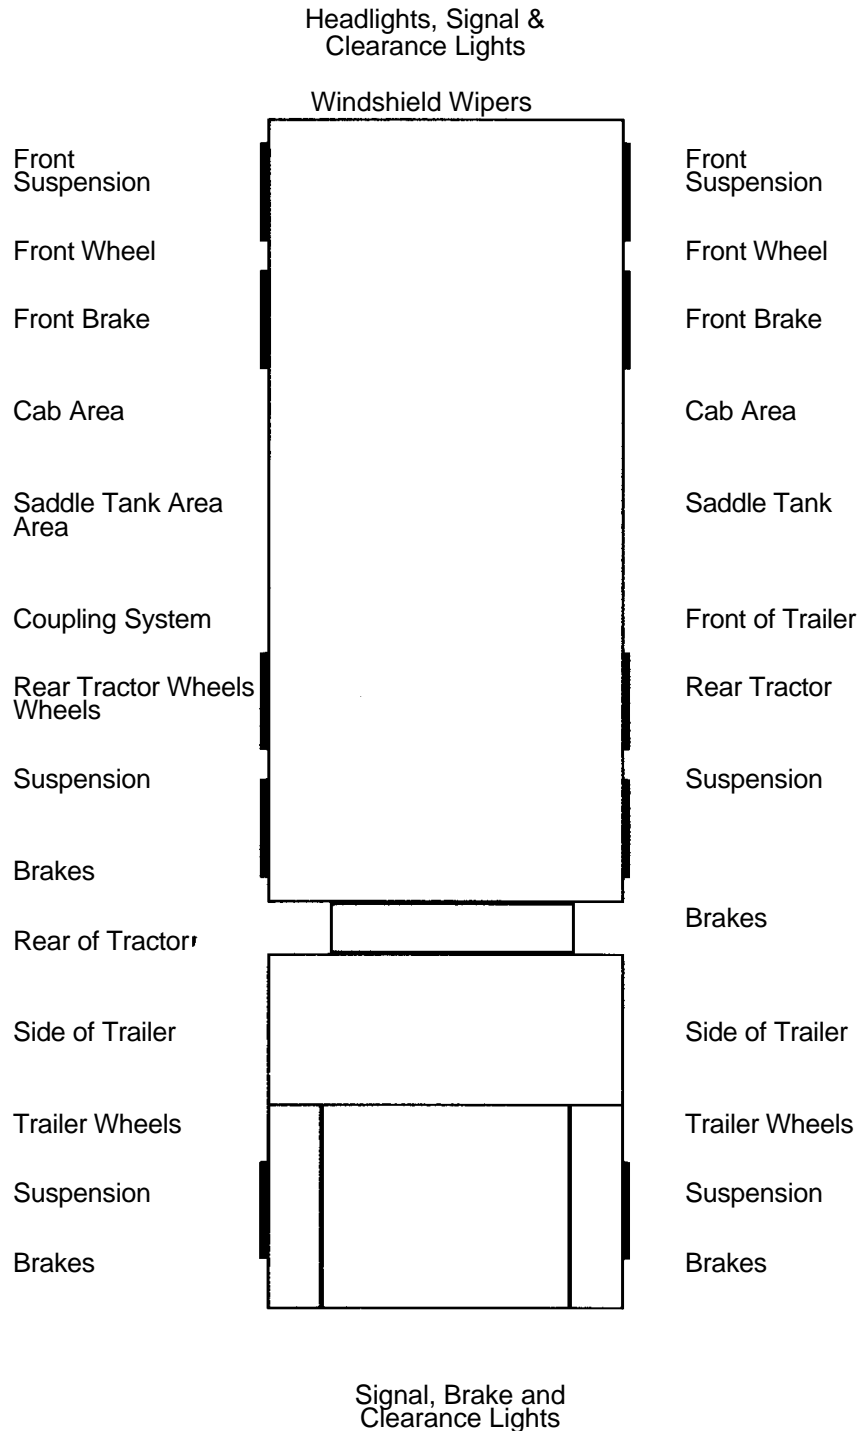 Headlights, Signal &
Clearance Lights
Windshield Wipers
Front
Suspension
Front Wheel
Front Brake
Cab Area
Saddle Tank Area
Area
Coupling System
Rear Tractor Wheels
Wheels
Suspension
Brakes
Rear of Tractor
Side of Trailer
Trailer Wheels
Suspension
Brakes
Front
Suspension
Front Wheel
Front Brake
Cab Area
Saddle Tank
Front of Trailer
Rear Tractor
Suspension
Brakes
Side of Trailer
Trailer Wheels
Suspension
Brakes
Signal, Brake and
Clearance Lights